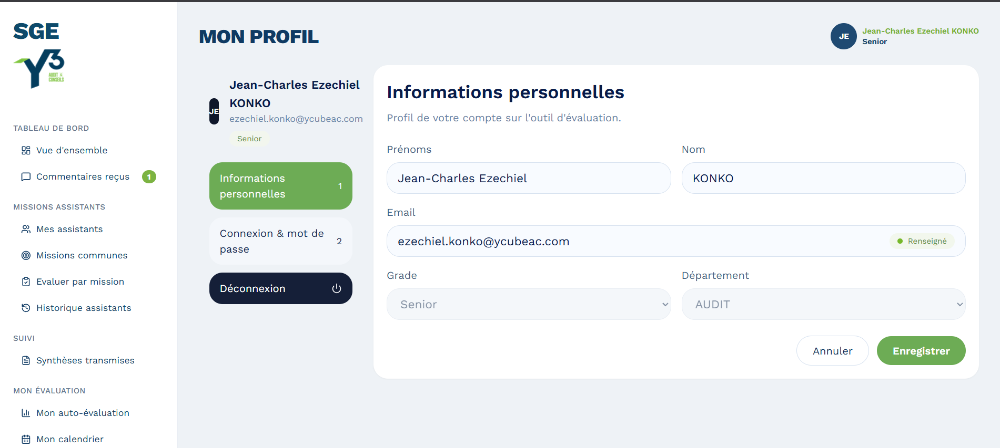 SGE
Y3
AUDIT &
CONSEILS
TABLEAU DE BORD
Vue d'ensemble
Commentaires reçus 1
MISSIONS ASSISTANTS
Mes assistants
Missions communes
Evaluer par mission
Historique assistants
SUIVI
Synthèses transmises
MON ÉVALUATION
Mon auto-évaluation
Mon calendrier
MON PROFIL
JE
Jean-Charles Ezechiel KONKO
Senior
JE
Jean-Charles Ezechiel
KONKO
ezechiel.konko@ycubeac.com
Senior
Informations
personnelles
1
Connexion & mot de
passe
2
Déconnexion
Informations personnelles
Profil de votre compte sur l'outil d'évaluation.
Prénoms
Nom
Jean-Charles Ezechiel
KONKO
Email
ezechiel.konko@ycubeac.com
Renseigné
Grade
Département
Senior
AUDIT
Annuler
Enregistrer